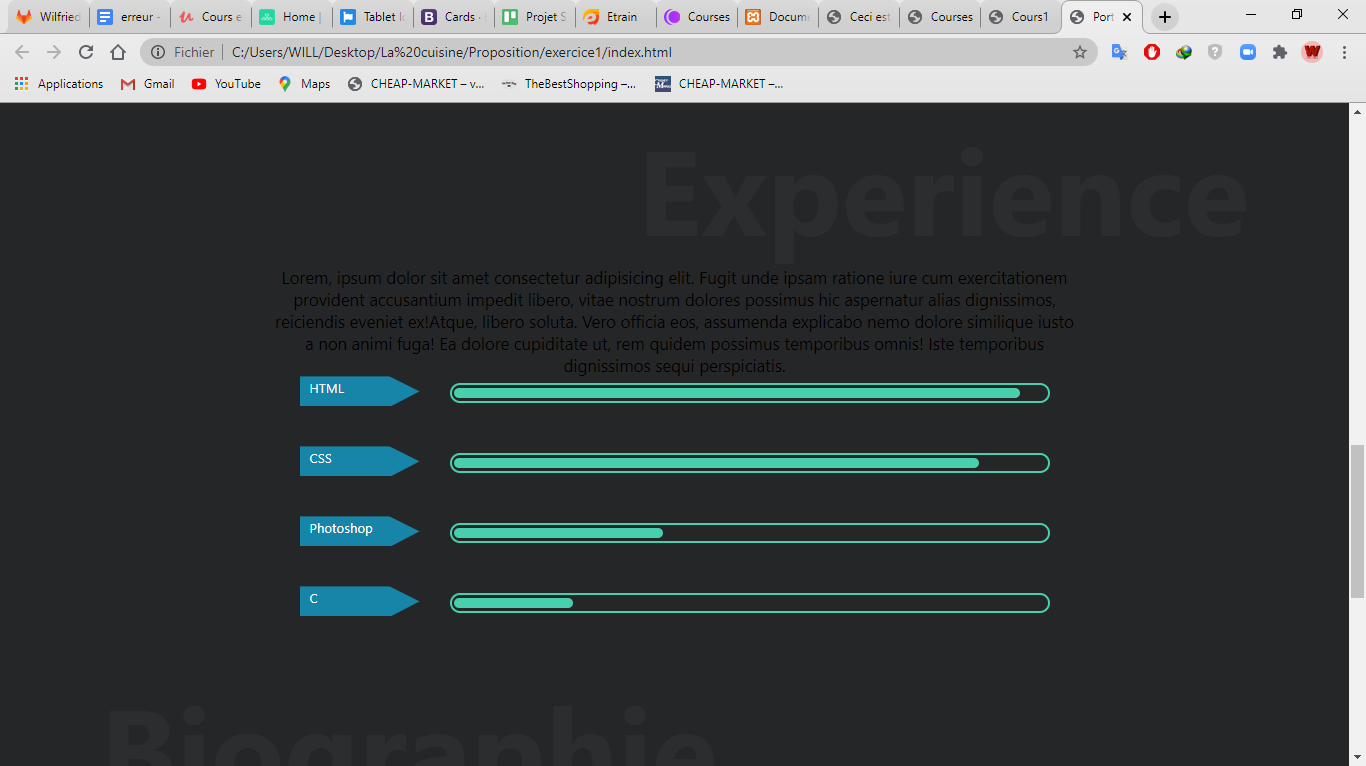 Wilfried
erreur -
Cours e
Home |
Tablet Ic
Cards ·
Projet S
Etrain
Courses
Docum
Ceci est
Courses
Cours1
Port
Fichier | C:/Users/WILL/Desktop/La%20cuisine/Proposition/exercice1/index.html
Applications Gmail YouTube Maps CHEAP-MARKET – v... TheBestShopping –... CHEAP-MARKET –...
Experience
Lorem, ipsum dolor sit amet consectetur adipisicing elit. Fugit unde ipsam ratione iure cum exercitationem
provident accusantium impedit libero, vitae nostrum dolores possimus hic aspernatur alias dignissimos,
reiciendis eveniet ex!Atque, libero soluta. Vero officia eos, assumenda explicabo nemo dolore similique iusto
a non animi fuga! Ea dolore cupiditate ut, rem quidem possimus temporibus omnis! Iste temporibus
dignissimos sequi perspiciatis.
HTML
CSS
Photoshop
C
Biographie